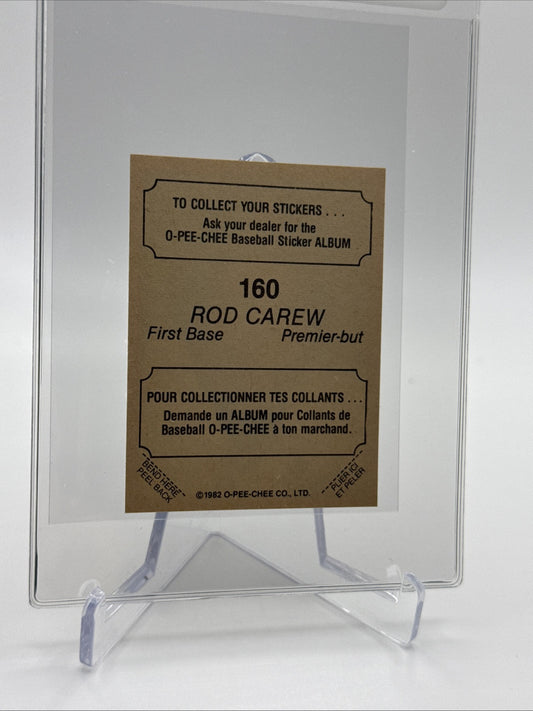 TO COLLECT YOUR STICKERS . . .
Ask your dealer for the
O-PEE-CHEE Baseball Sticker ALBUM
160
ROD CAREW
First Base Premier-but
POUR COLLECTIONNER TES COLLANTS . . .
Demande un ALBUM pour Collants de
Baseball O-PEE-CHEE à ton marchand.
BEND HERE
PEEL BACK
©1982 O-PEE-CHEE CO., LTD.
PLIER ICI
ET PELER